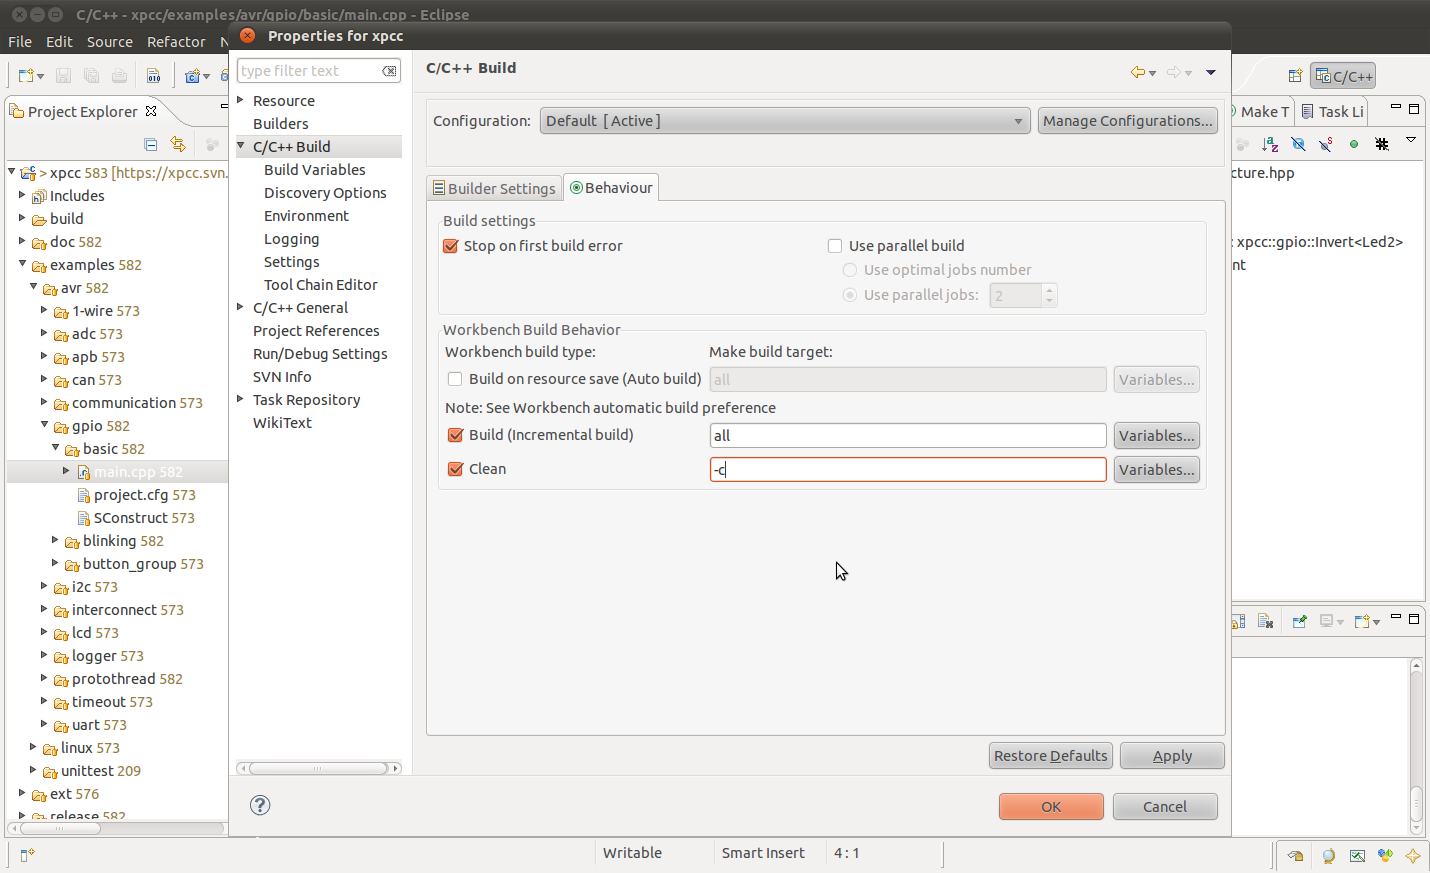 C/C++ - xpcc/examples/avr/gpio/basic/main.cpp - Eclipse
File Edit Source Refactor N
Properties for xpcc
type filter text
Resource
Builders
C/C++ Build
Build Variables
Discovery Options
Environment
Logging
Settings
Tool Chain Editor
C/C++ General
Project References
Run/Debug Settings
SVN Info
Task Repository
WikiText
C/C++ Build
Configuration: Default [ Active ] Manage Configurations...
Builder Settings Behaviour
Build settings
Stop on first build error Use parallel build
Use optimal jobs number
Use parallel jobs: 2
Workbench Build Behavior
Workbench build type: Make build target:
Build on resource save (Auto build) all Variables...
Note: See Workbench automatic build preference
Build (Incremental build) all Variables...
Clean -c Variables...
Restore Defaults Apply
OK Cancel
Project Explorer
> xpcc 583 [https://xpcc.svn.
Includes
build
doc 582
examples 582
avr 582
1-wire 573
adc 573
apb 573
can 573
communication 573
gpio 582
basic 582
main.cpp 582
project.cfg 573
SConstruct 573
blinking 582
button_group 573
i2c 573
interconnect 573
lcd 573
logger 573
protothread 582
timeout 573
uart 573
linux 573
unittest 209
ext 576
release 582
C/C++
Make T Task Li
cture.hpp
: xpcc::gpio::Invert<Led2>
nt
Writable Smart Insert 4 : 1